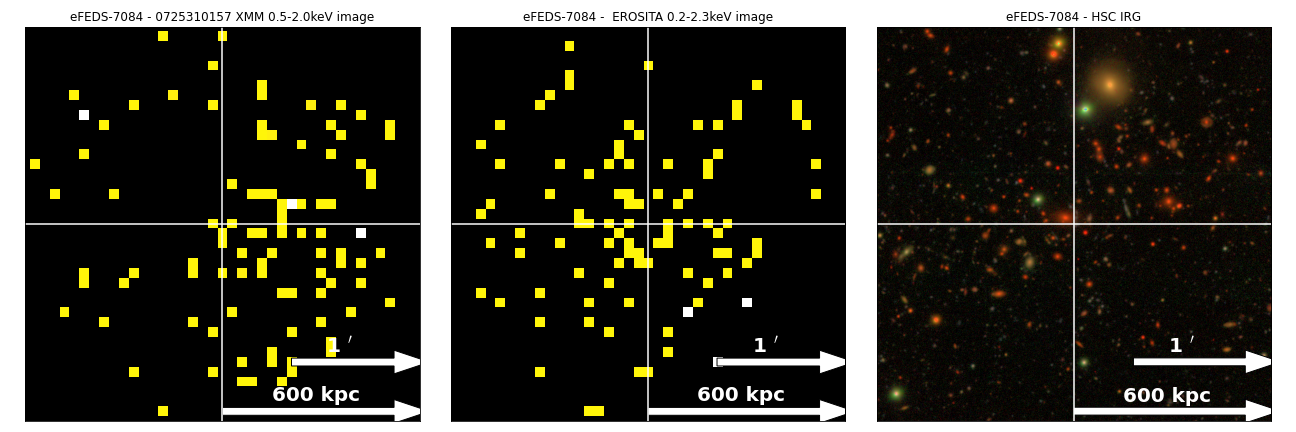 eFEDS-7084 - 0725310157 XMM 0.5-2.0keV image
eFEDS-7084 - EROSITA 0.2-2.3keV image
eFEDS-7084 - HSC IRG
1 ′
1 ′
1 ′
600 kpc
600 kpc
600 kpc